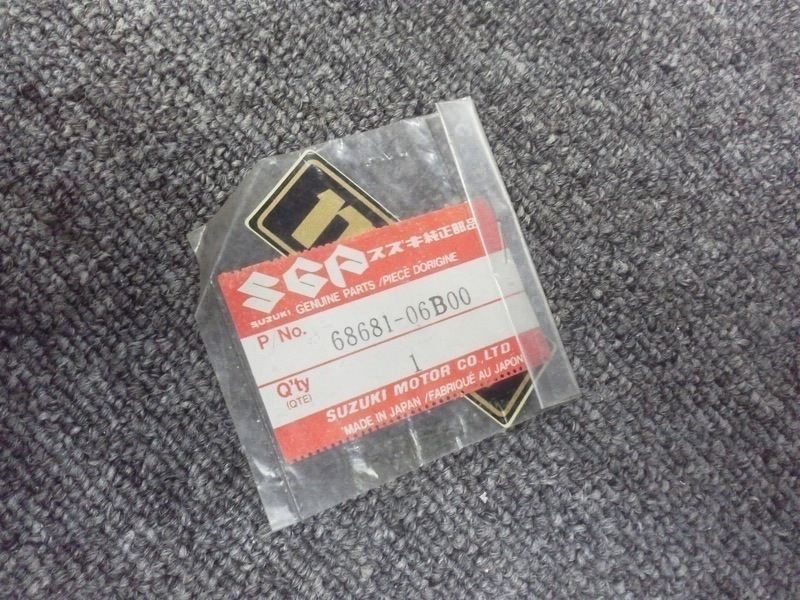 SGP スズキ純正部品
SUZUKI GENUINE PARTS /PIECE D'ORIGINE
P/No. 68681-06B00
Q'ty 1
(QTE)
SUZUKI MOTOR CO.,LTD
MADE IN JAPAN /FABRIQUÉ AU JAPON